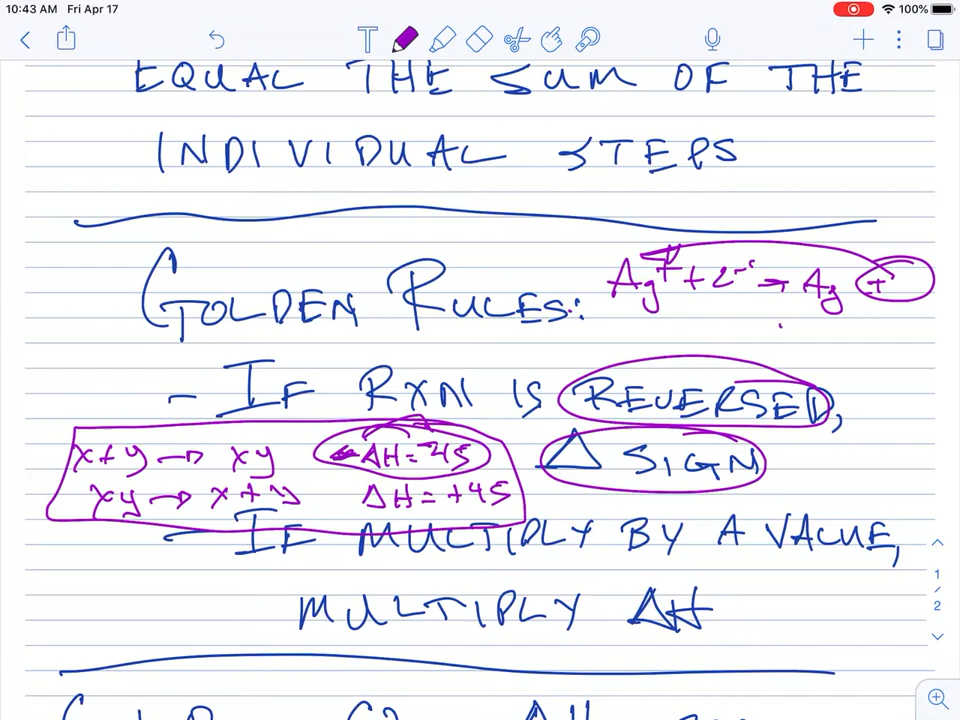 10:43 AM Fri Apr 17
100%
EQUAL THE SUM OF THE
INDIVIDUAL STEPS
GOLDEN RULES:
Ag⁺ + e⁻ → Ag +
- IF RXN IS REVERSED,
Δ SIGN
x+y → xy ΔH = -45
xy → x + y ΔH = +45
- IF MULTIPLY BY A VALUE,
MULTIPLY ΔH
1
/
2